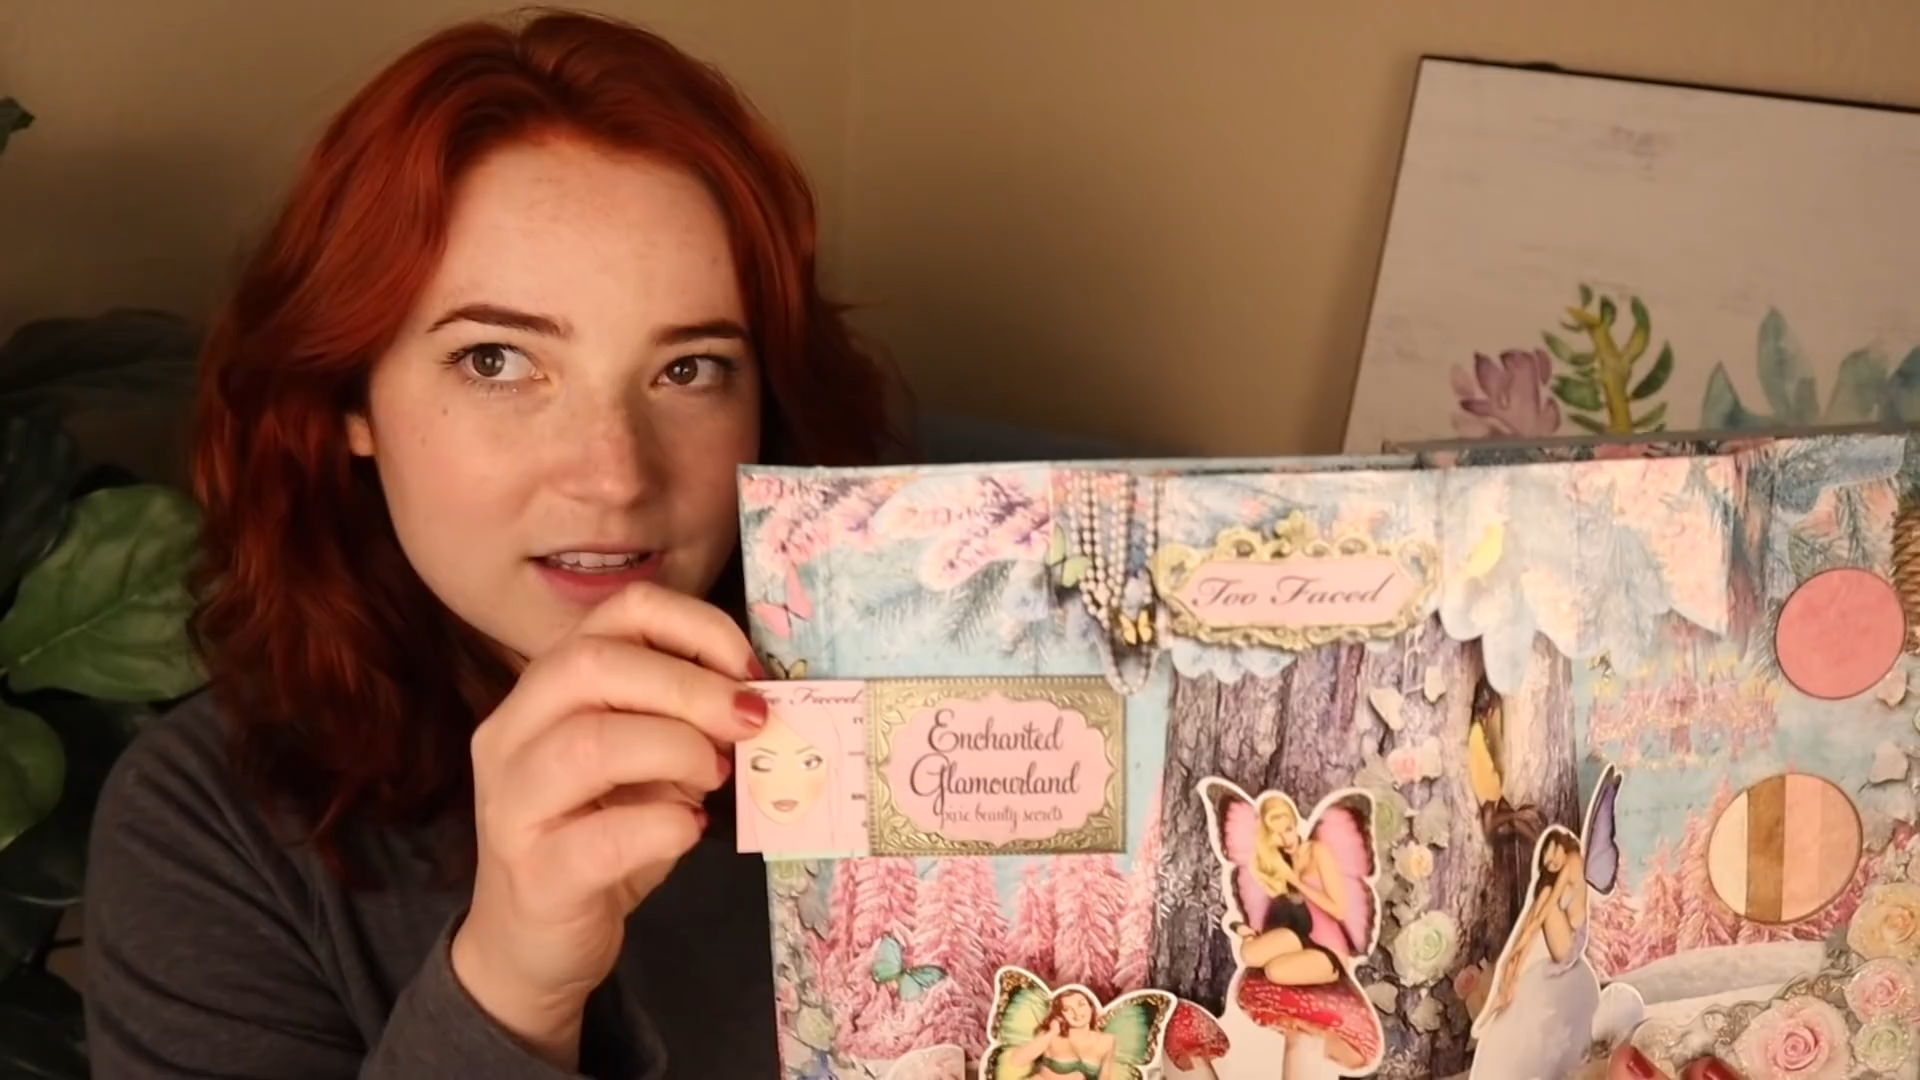 Too Faced
Too Faced
Enchanted
Glamourland
pixie beauty secrets